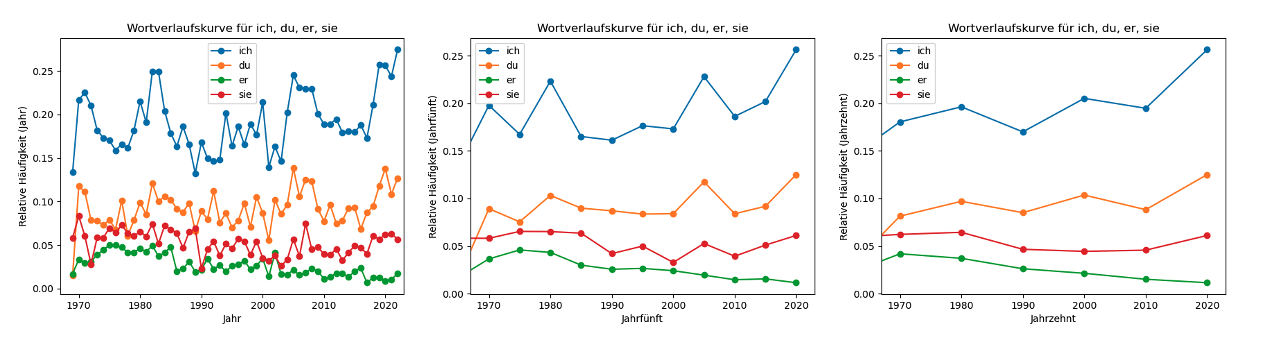 Wortverlaufskurve für ich, du, er, sie
Relative Häufigkeit (Jahr)
0.25
0.20
0.15
0.10
0.05
0.00
ich
du
er
sie
1970 1980 1990 2000 2010 2020
Jahr
Wortverlaufskurve für ich, du, er, sie
Relative Häufigkeit (Jahrfünft)
0.25
0.20
0.15
0.10
0.05
0.00
ich
du
er
sie
1970 1980 1990 2000 2010 2020
Jahrfünft
Wortverlaufskurve für ich, du, er, sie
Relative Häufigkeit (Jahrzehnt)
0.25
0.20
0.15
0.10
0.05
0.00
ich
du
er
sie
1970 1980 1990 2000 2010 2020
Jahrzehnt